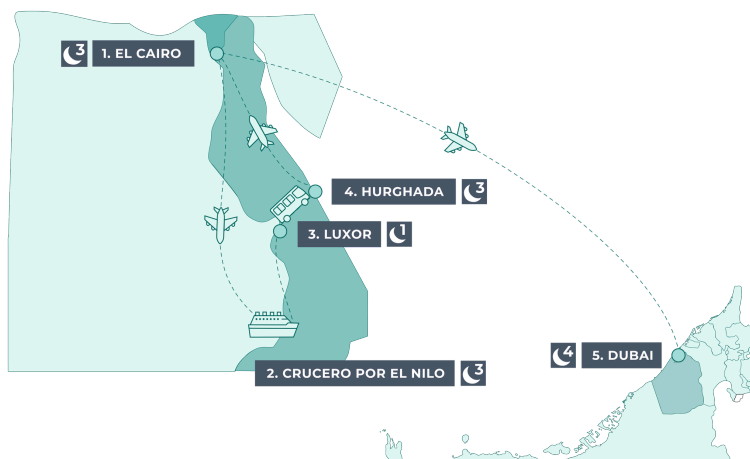 3 1. EL CAIRO
4. HURGHADA 3
3. LUXOR 1
4 5. DUBAI
2. CRUCERO POR EL NILO 3